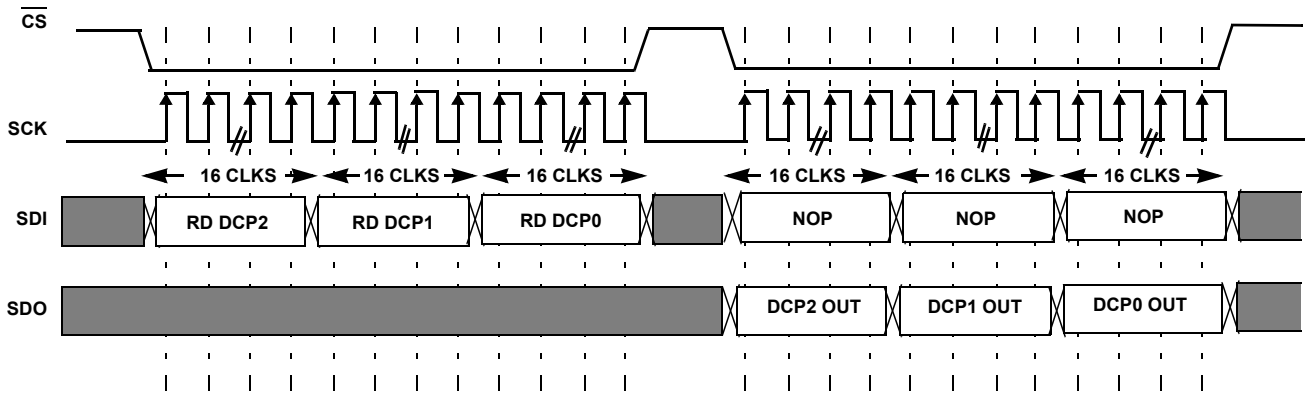 CS
SCK
16 CLKS 16 CLKS 16 CLKS 16 CLKS 16 CLKS 16 CLKS
SDI RD DCP2 RD DCP1 RD DCP0 NOP NOP NOP
SDO DCP2 OUT DCP1 OUT DCP0 OUT